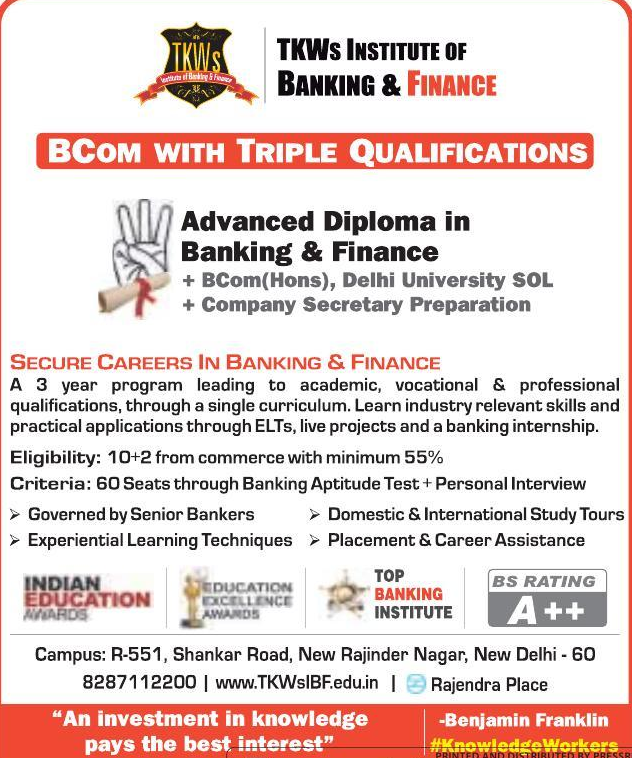 TKWs
Institute of Banking & Finance
TKWs Institute of
Banking & Finance
BCom with Triple Qualifications
Advanced Diploma in
Banking & Finance
+ BCom(Hons), Delhi University SOL
+ Company Secretary Preparation
Secure Careers In Banking & Finance
A 3 year program leading to academic, vocational & professional
qualifications, through a single curriculum. Learn industry relevant skills and
practical applications through ELTs, live projects and a banking internship.
Eligibility: 10+2 from commerce with minimum 55%
Criteria: 60 Seats through Banking Aptitude Test + Personal Interview
➢ Governed by Senior Bankers ➢ Domestic & International Study Tours
➢ Experiential Learning Techniques ➢ Placement & Career Assistance
INDIAN
EDUCATION
AWARDS
EDUCATION
EXCELLENCE
AWARDS
TOP
BANKING
INSTITUTE
BS RATING
A++
Campus: R-551, Shankar Road, New Rajinder Nagar, New Delhi - 60
8287112200 | www.TKWsIBF.edu.in | Rajendra Place
"An investment in knowledge
pays the best interest"
-Benjamin Franklin
#KnowledgeWorkers
PRINTED AND DISTRIBUTED BY PRESSR